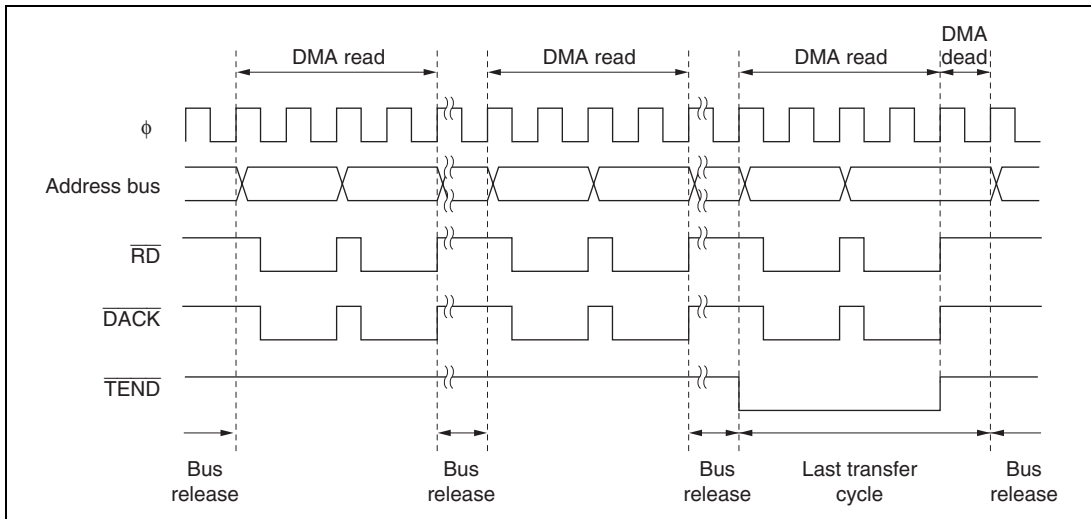 DMA read
DMA read
DMA read
DMA
dead
φ
Address bus
RD
DACK
TEND
Bus
release
Bus
release
Bus
release
Last transfer
cycle
Bus
release